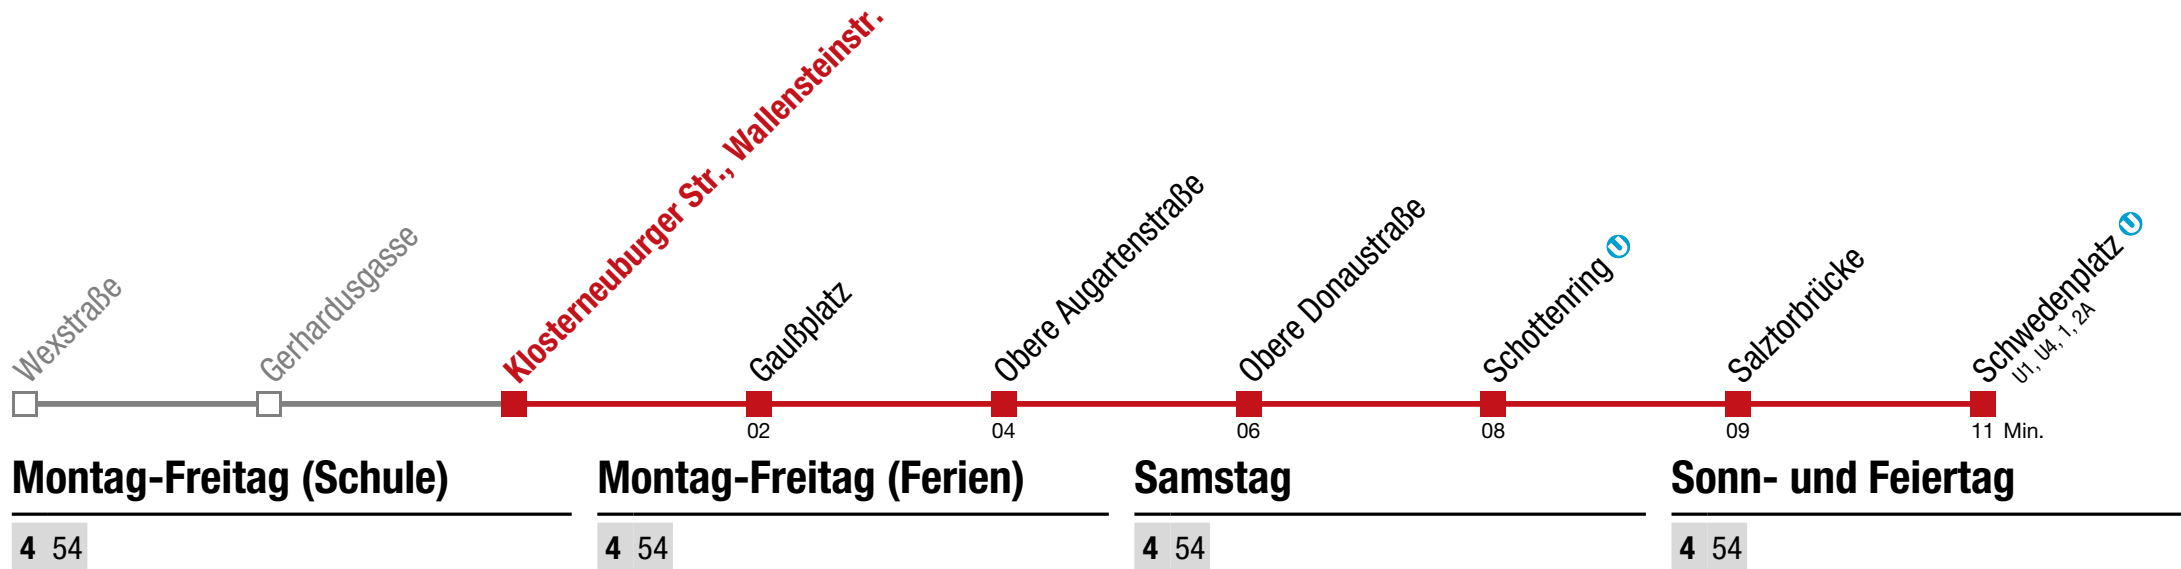 Wexstraße
Gerhardusgasse
Klosterneuburger Str., Wallensteinstr.
Gaußplatz
Obere Augartenstraße
Obere Donaustraße
Schottenring U
Salztorbrücke
Schwedenplatz U
U1, U4, 1, 2A
02 04 06 08 09 11 Min.
Montag-Freitag (Schule)
4 54
Montag-Freitag (Ferien)
4 54
Samstag
4 54
Sonn- und Feiertag
4 54